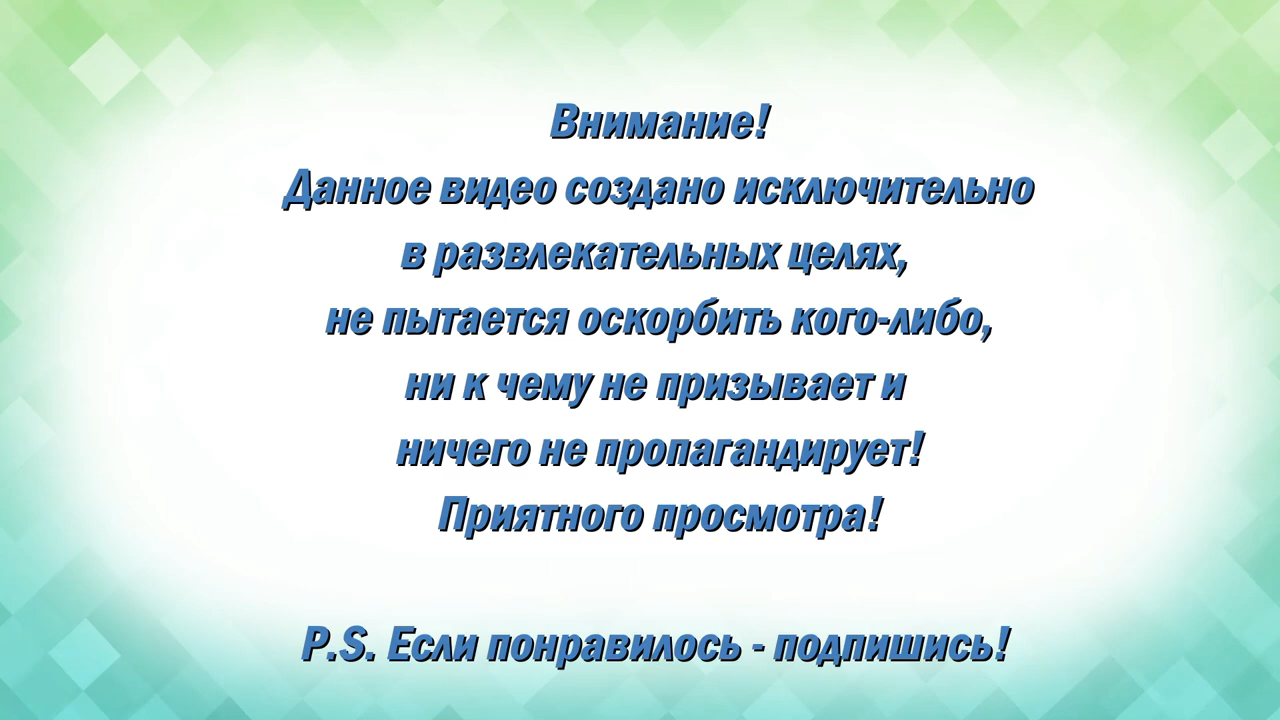 Внимание!
Данное видео создано исключительно
в развлекательных целях,
не пытается оскорбить кого-либо,
ни к чему не призывает и
ничего не пропагандирует!
Приятного просмотра!
P.S. Если понравилось - подпишись!